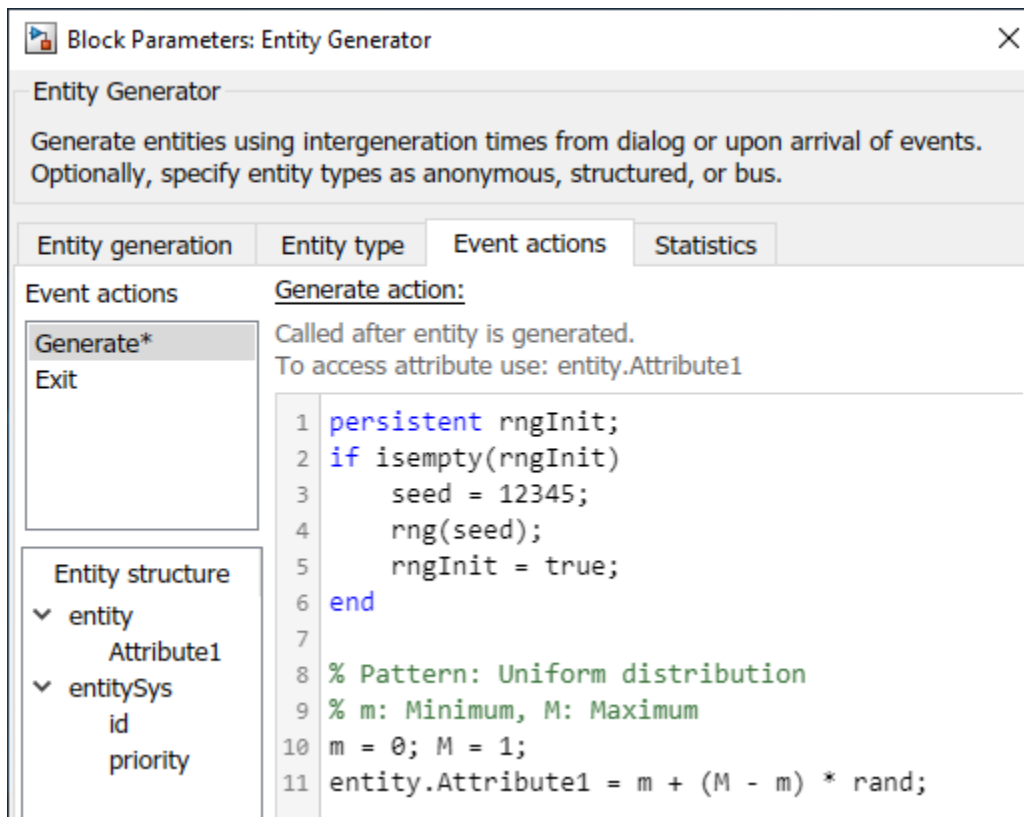 Block Parameters: Entity Generator
Entity Generator
Generate entities using intergeneration times from dialog or upon arrival of events.
Optionally, specify entity types as anonymous, structured, or bus.
Entity generation Entity type Event actions Statistics
Event actions
Generate*
Exit
Entity structure
entity
Attribute1
entitySys
id
priority
Generate action:
Called after entity is generated.
To access attribute use: entity.Attribute1
1 persistent rngInit;
2 if isempty(rngInit)
3     seed = 12345;
4     rng(seed);
5     rngInit = true;
6 end
7
8 % Pattern: Uniform distribution
9 % m: Minimum, M: Maximum
10 m = 0; M = 1;
11 entity.Attribute1 = m + (M - m) * rand;